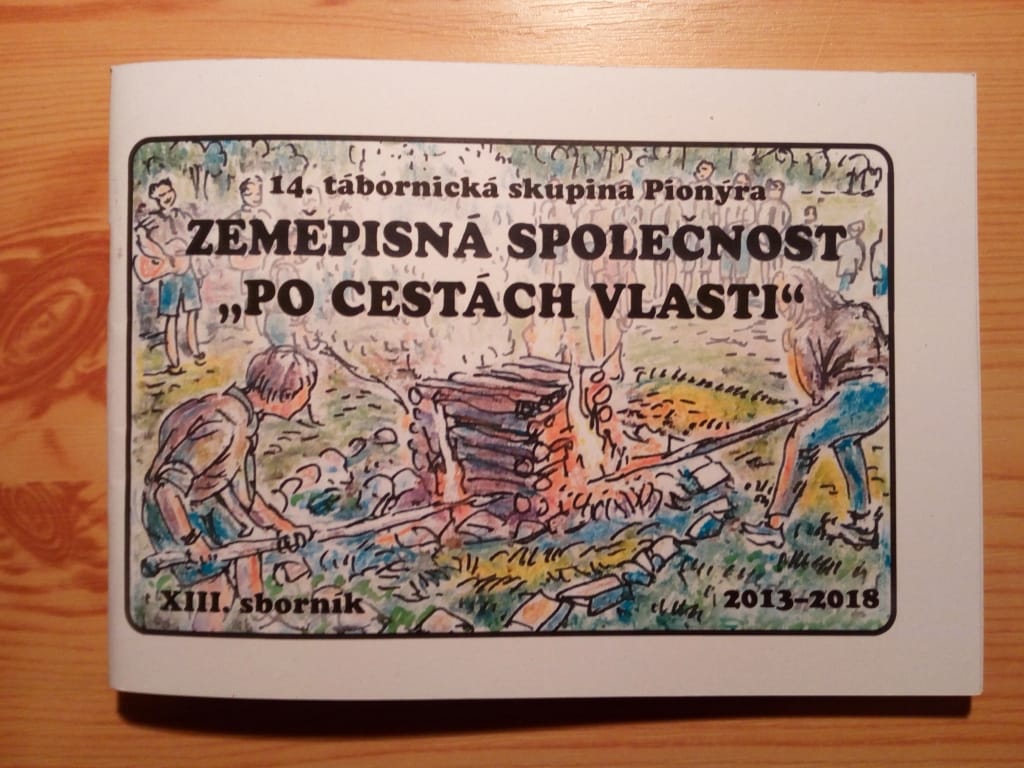 14. tábornická skupina Pionýra
ZEMĚPISNÁ SPOLEČNOST
„PO CESTÁCH VLASTI“
XIII. sborník
2013–2018